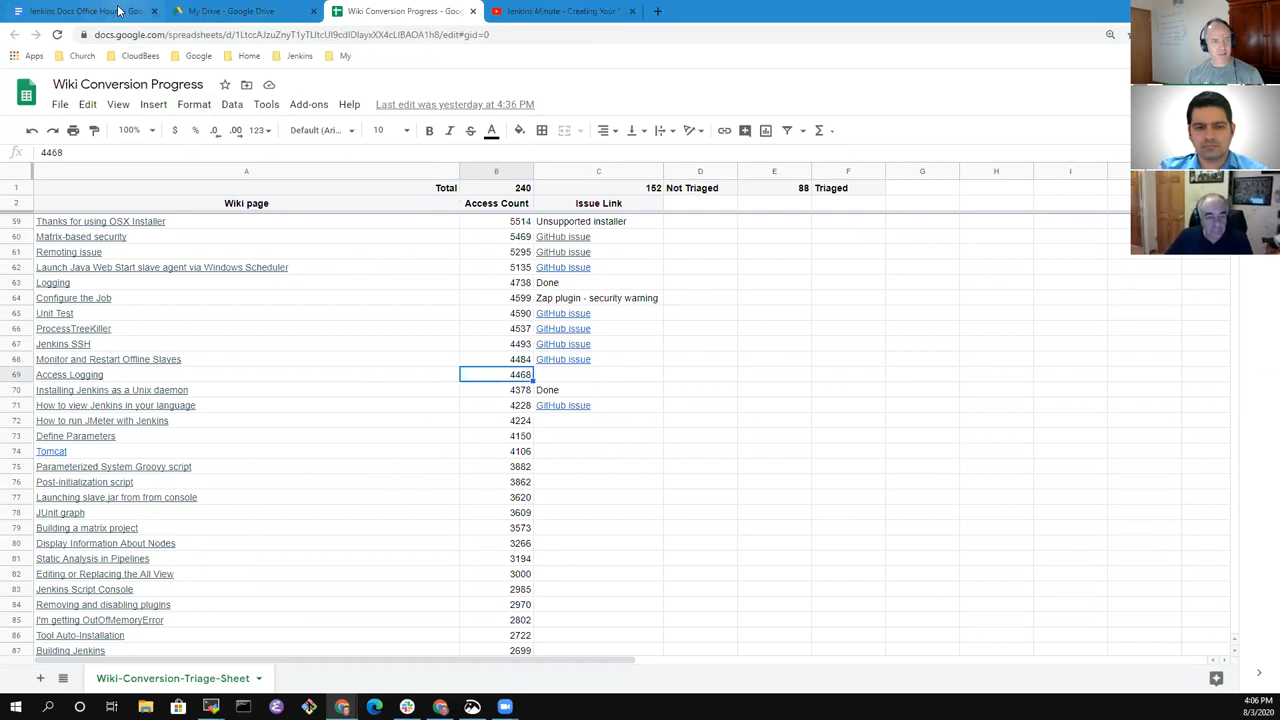 Jenkins Docs Office Hou
Goo
My Drive - Google Drive
Wiki Conversion Progress - Goog
Jenkins Minute - Creating Your
docs.google.com/spreadsheets/d/
/edit#gid=0
Apps
Church
CloudBees
Google
Home
Jenkins
My
Wiki Conversion Progress
File Edit View Insert Format Data Tools Add-ons Help Last edit was yesterday at 4:36 PM
100% $ % .0 .00 123 Default (Ari... 10 B I S A
fx 4468
A B C D E F G H I
1 Total 240 152 Not Triaged 88 Triaged
2 Wiki page Access Count Issue Link
59 Thanks for using OSX Installer 5514 Unsupported installer
60 Matrix-based security 5469 GitHub issue
61 Remoting issue 5295 GitHub issue
62 Launch Java Web Start slave agent via Windows Scheduler 5135 GitHub issue
63 Logging 4738 Done
64 Configure the Job 4599 Zap plugin - security warning
65 Unit Test 4590 GitHub issue
66 ProcessTreeKiller 4537 GitHub issue
67 Jenkins SSH 4493 GitHub issue
68 Monitor and Restart Offline Slaves 4484 GitHub issue
69 Access Logging 4468
70 Installing Jenkins as a Unix daemon 4378 Done
71 How to view Jenkins in your language 4228 GitHub issue
72 How to run JMeter with Jenkins 4224
73 Define Parameters 4150
74 Tomcat 4106
75 Parameterized System Groovy script 3882
76 Post-initialization script 3862
77 Launching slave.jar from from console 3620
78 JUnit graph 3609
79 Building a matrix project 3573
80 Display Information About Nodes 3266
81 Static Analysis in Pipelines 3194
82 Editing or Replacing the All View 3000
83 Jenkins Script Console 2985
84 Removing and disabling plugins 2970
85 I'm getting OutOfMemoryError 2802
86 Tool Auto-Installation 2722
87 Building Jenkins 2699
Wiki-Conversion-Triage-Sheet
4:06 PM
8/3/2020